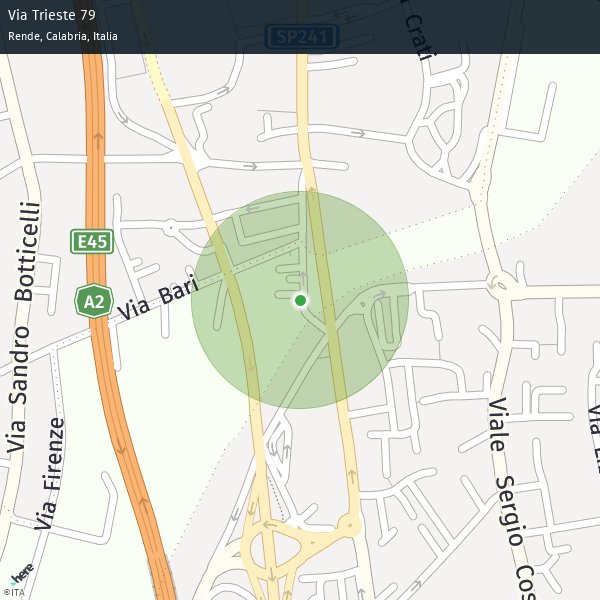 Via Trieste 79
Rende, Calabria, Italia
SP241
Crati
Via Sandro Botticelli
E45
A2
Via Bari
Via Firenze
Viale Sergio Cos
here
©ITA